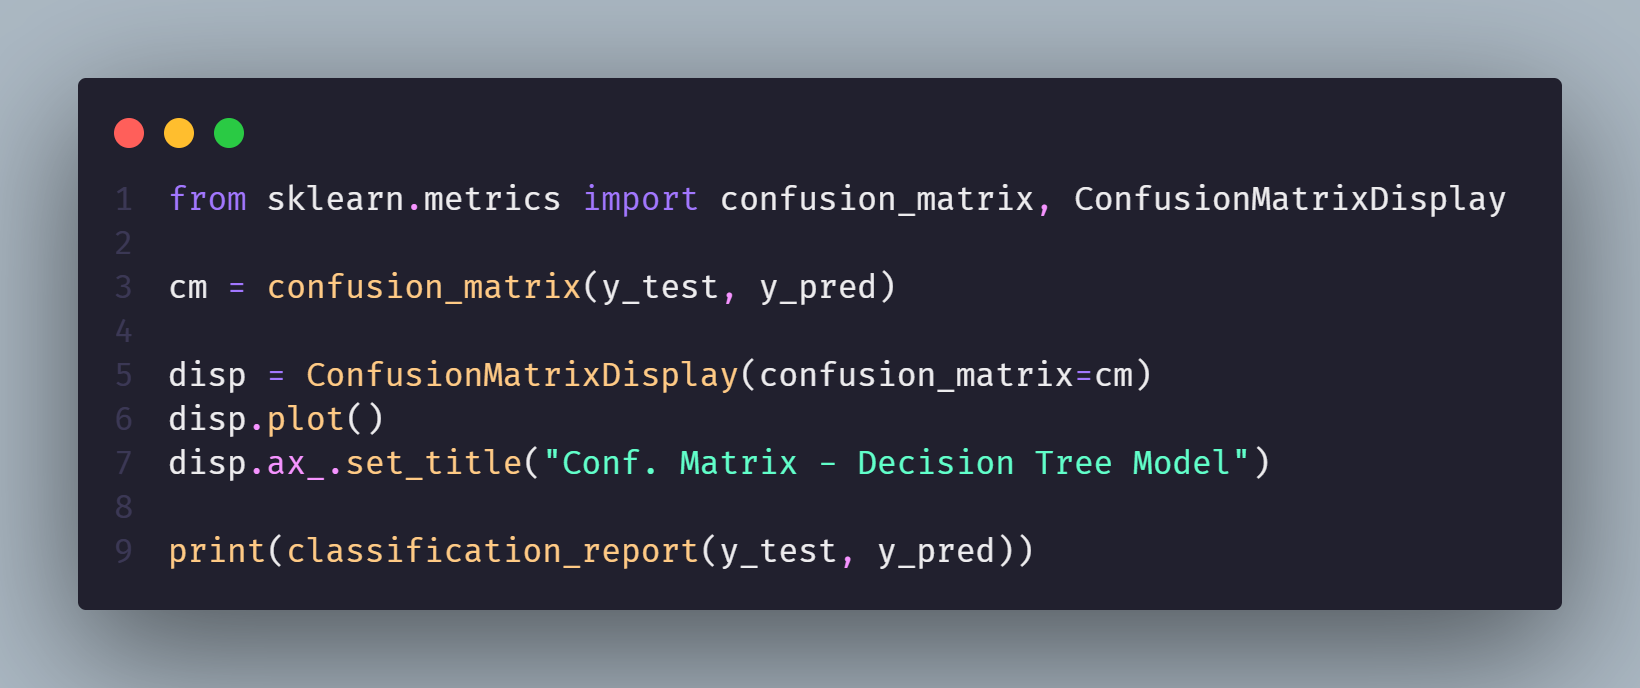 1 from sklearn.metrics import confusion_matrix, ConfusionMatrixDisplay
2
3 cm = confusion_matrix(y_test, y_pred)
4
5 disp = ConfusionMatrixDisplay(confusion_matrix=cm)
6 disp.plot()
7 disp.ax_.set_title("Conf. Matrix - Decision Tree Model")
8
9 print(classification_report(y_test, y_pred))